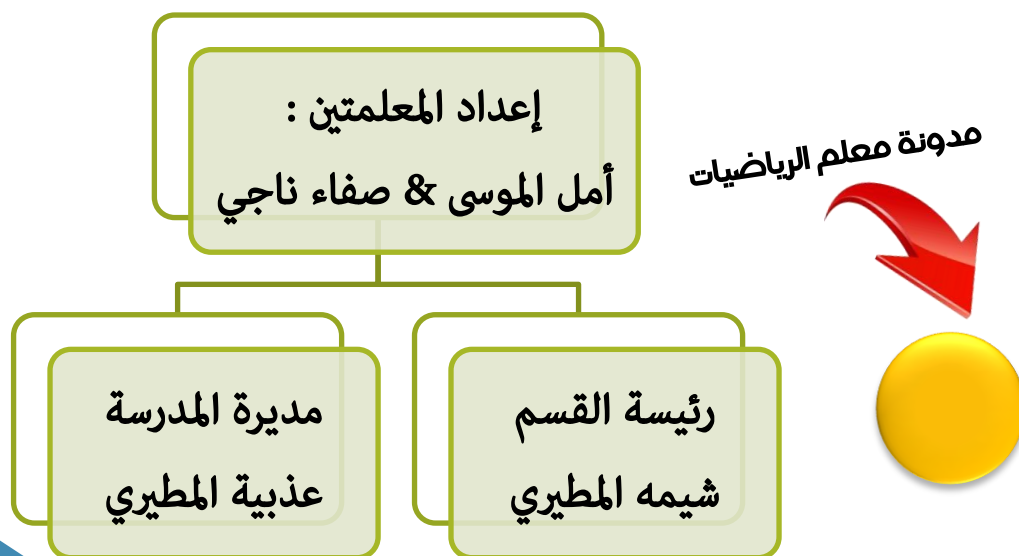 إعداد المعلمتين :
أمل الموسى & صفاء ناجي
مدونة معلم الرياضيات
رئيسة القسم
شيمه المطيري
مديرة المدرسة
عذبية المطيري